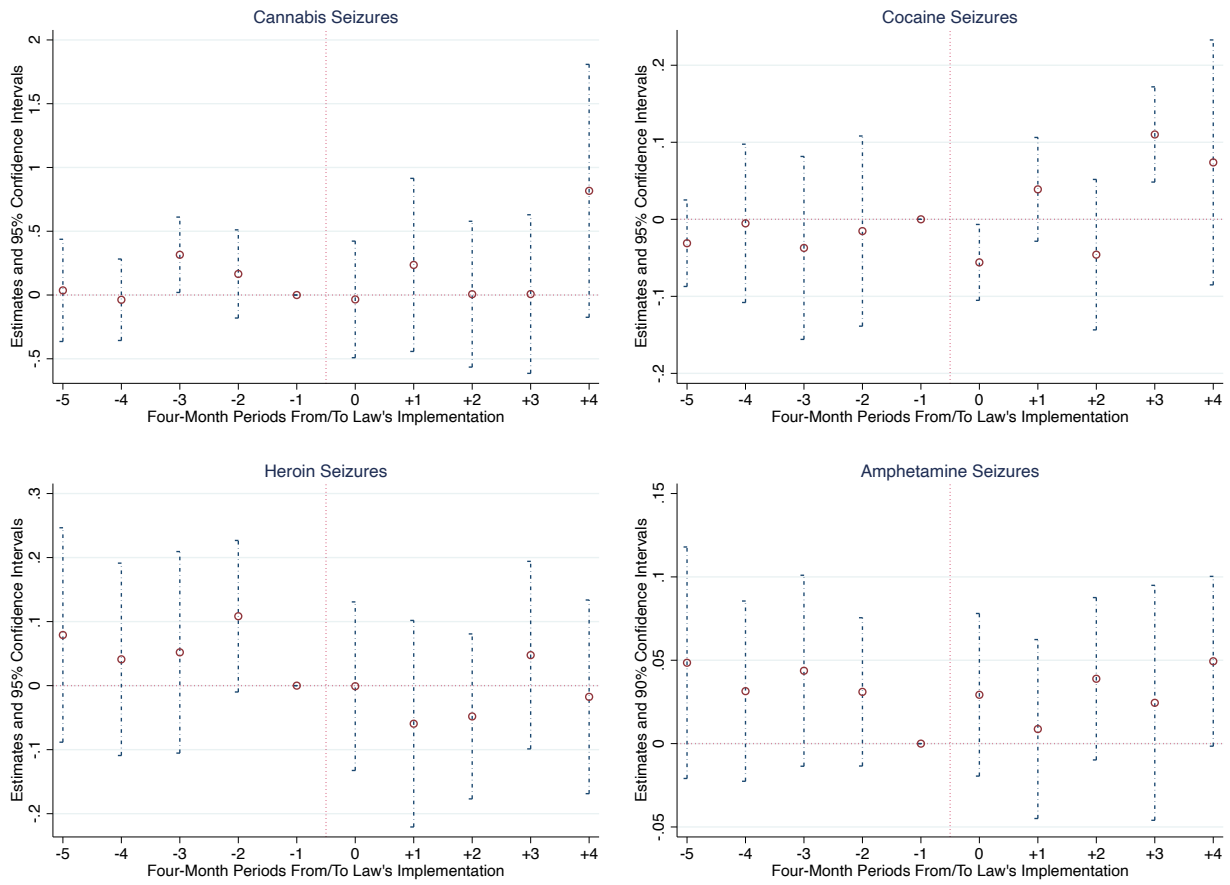 Cannabis Seizures
Estimates and 95% Confidence Intervals
2
1.5
1
.5
0
-.5
-5 -4 -3 -2 -1 0 +1 +2 +3 +4
Four-Month Periods From/To Law's Implementation
Cocaine Seizures
Estimates and 95% Confidence Intervals
.2
.1
0
-.1
-.2
-5 -4 -3 -2 -1 0 +1 +2 +3 +4
Four-Month Periods From/To Law's Implementation
Heroin Seizures
Estimates and 95% Confidence Intervals
.3
.2
.1
0
-.1
-.2
-5 -4 -3 -2 -1 0 +1 +2 +3 +4
Four-Month Periods From/To Law's Implementation
Amphetamine Seizures
Estimates and 90% Confidence Intervals
.15
.1
.05
0
-.05
-5 -4 -3 -2 -1 0 +1 +2 +3 +4
Four-Month Periods From/To Law's Implementation